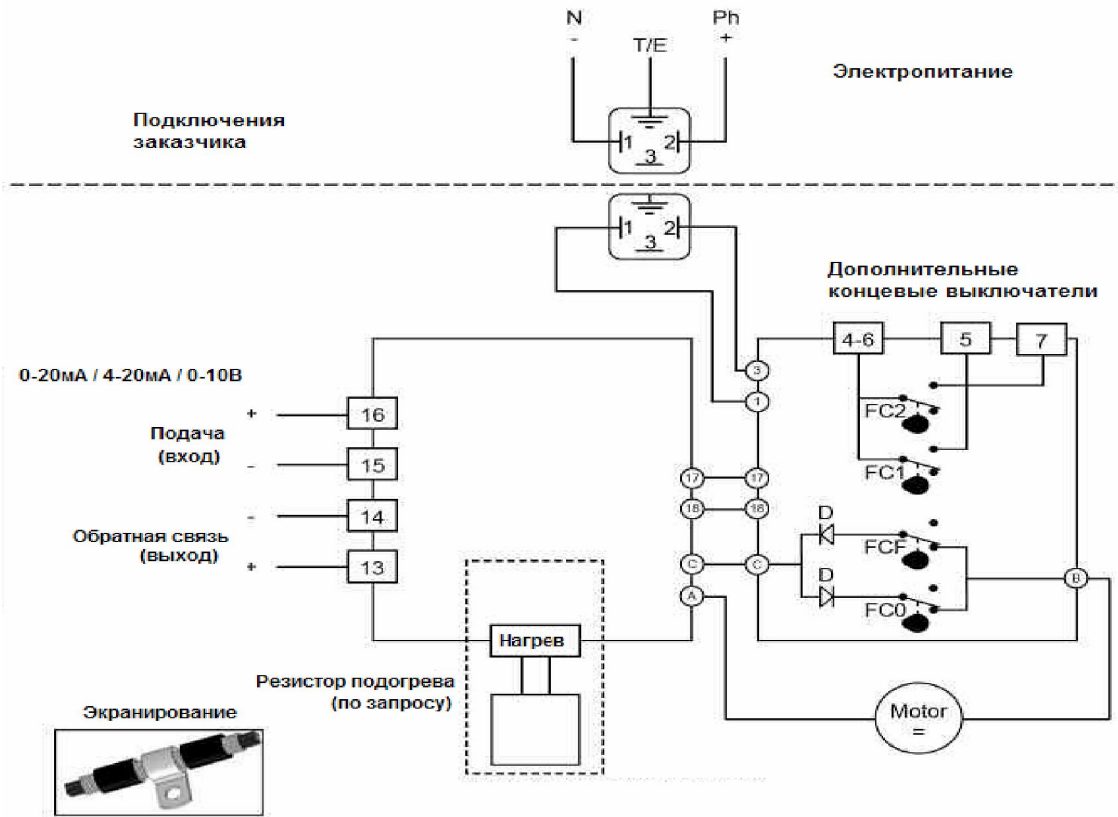 N
-
T/E
Ph
+
Электропитание
Подключения
заказчика
1
2
3
1
2
3
Дополнительные
концевые выключатели
4-6
5
7
0-20мА / 4-20мА / 0-10В
3
1
+
16
FC2
Подача
(вход)
-
15
FC1
17
17
-
14
18
18
D
Обратная связь
(выход)
FCF
+
13
C
C
D
B
A
FC0
Нагрев
Резистор подогрева
(по запросу)
Экранирование
Motor
=